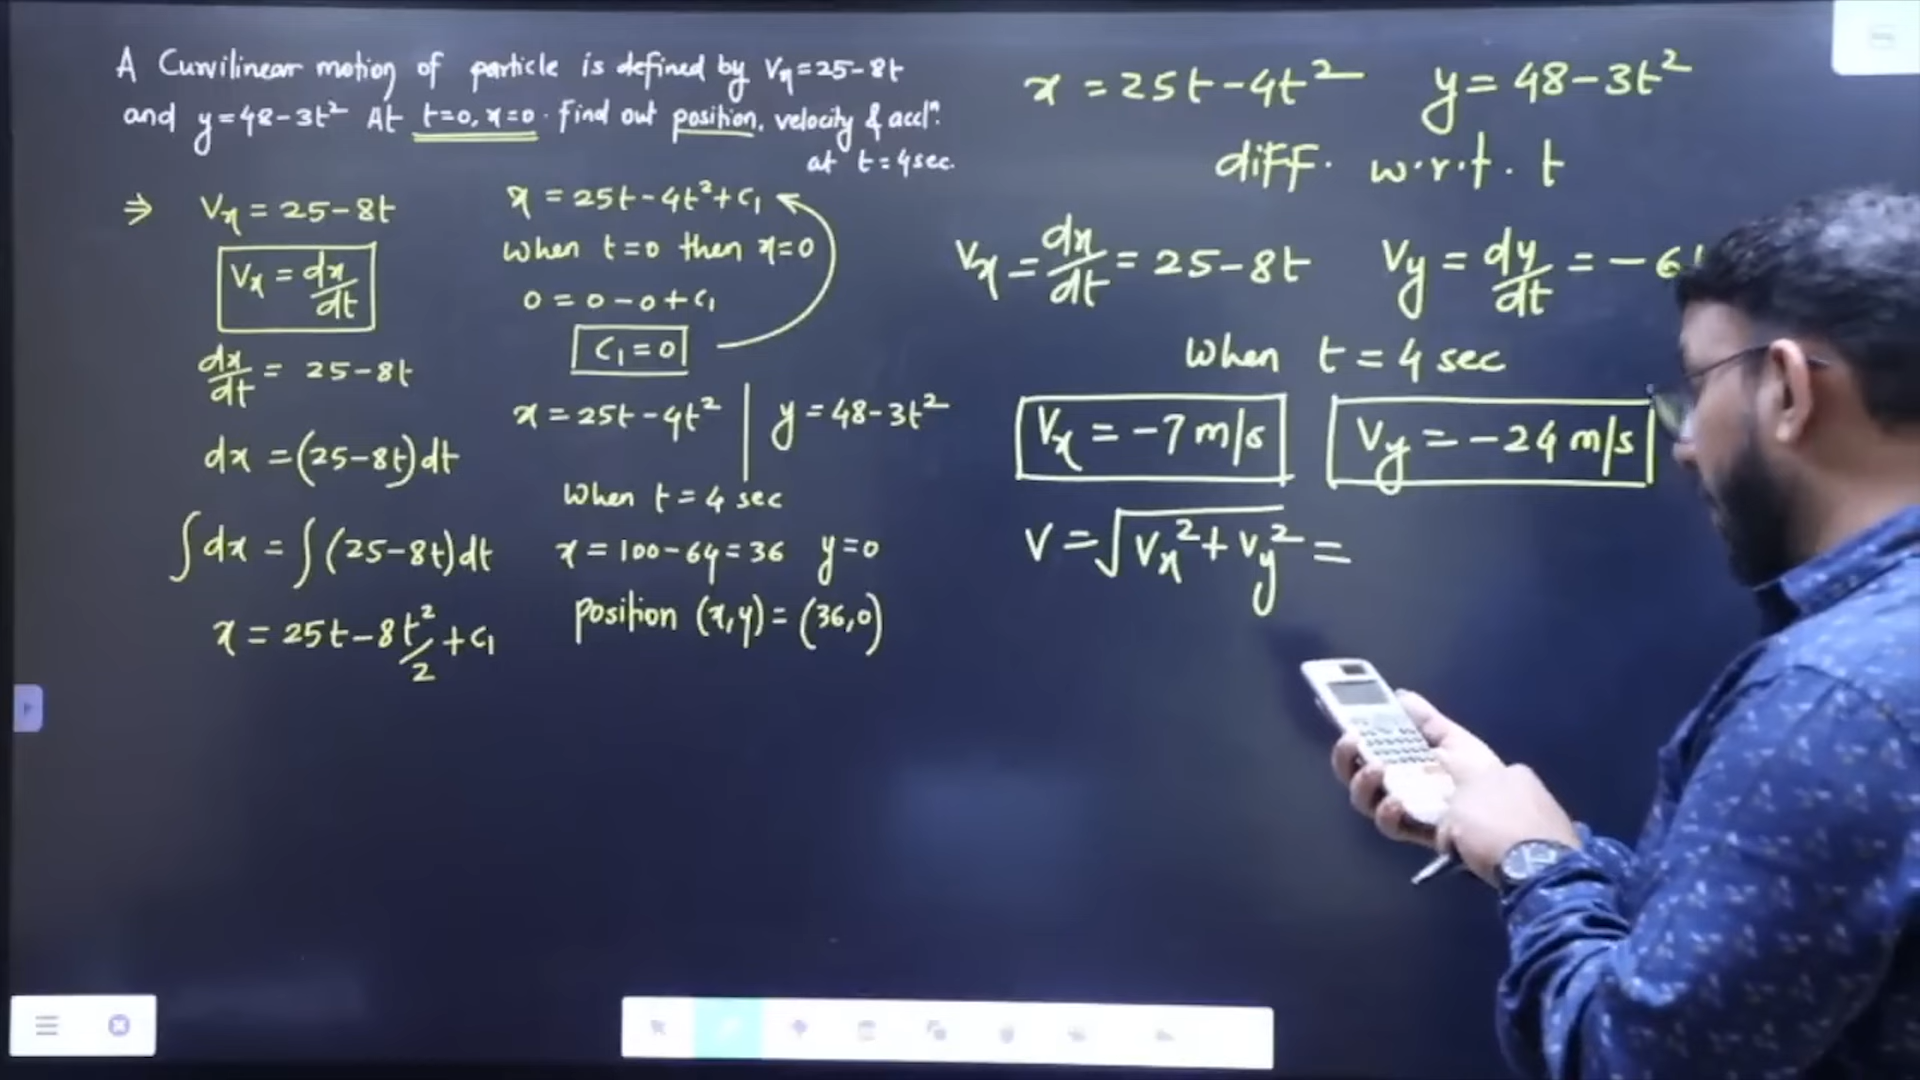 A Curvilinear motion of particle is defined by Vx=25-8t
and y=48-3t² At t=0, x=0. find out position, velocity & accⁿ.
at t=4sec.
⇒ Vx = 25-8t
Vx = dx/dt
dx/dt = 25-8t
dx = (25-8t)dt
∫dx = ∫(25-8t)dt
x = 25t-8t²/2+C₁
x = 25t-4t²+C₁
when t=0 then x=0
0 = 0-0+C₁
C₁=0
x = 25t-4t² | y=48-3t²
when t=4 sec
x=100-64=36 y=0
position (x,y)=(36,0)
x = 25t-4t² y=48-3t²
diff. w.r.t. t
Vx = dx/dt = 25-8t Vy = dy/dt = -6
when t=4 sec
Vx = -7 m/s Vy = -24 m/s
V = √Vx²+Vy² =